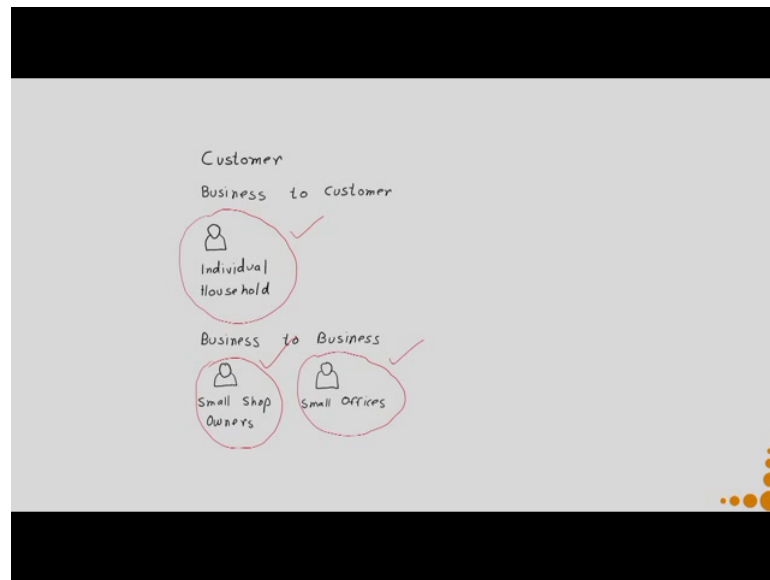 Customer
Business to Customer
Individual
Household
Business to Business
Small Shop
Owners
Small Offices